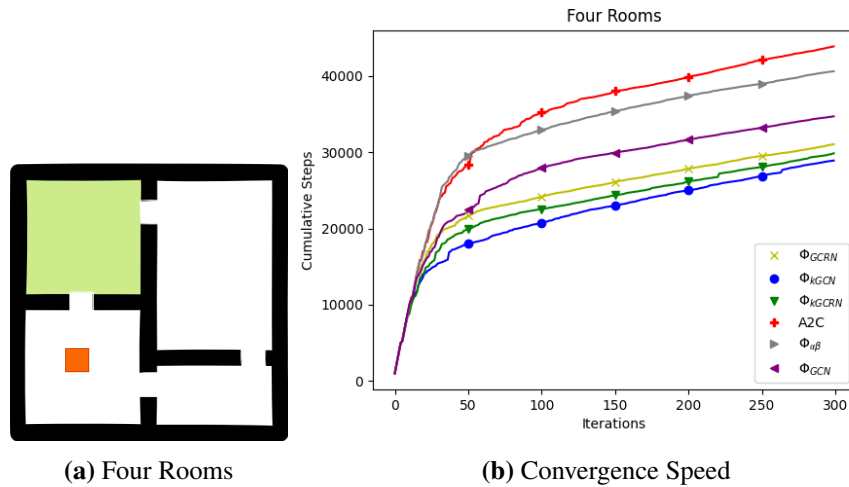 Four Rooms
Cumulative Steps
40000
30000
20000
10000
0
0 50 100 150 200 250 300
Iterations
Φ_GCRN
Φ_kGCN
Φ_kGCRN
A2C
Φ_αβ
Φ_GCN
(a) Four Rooms
(b) Convergence Speed